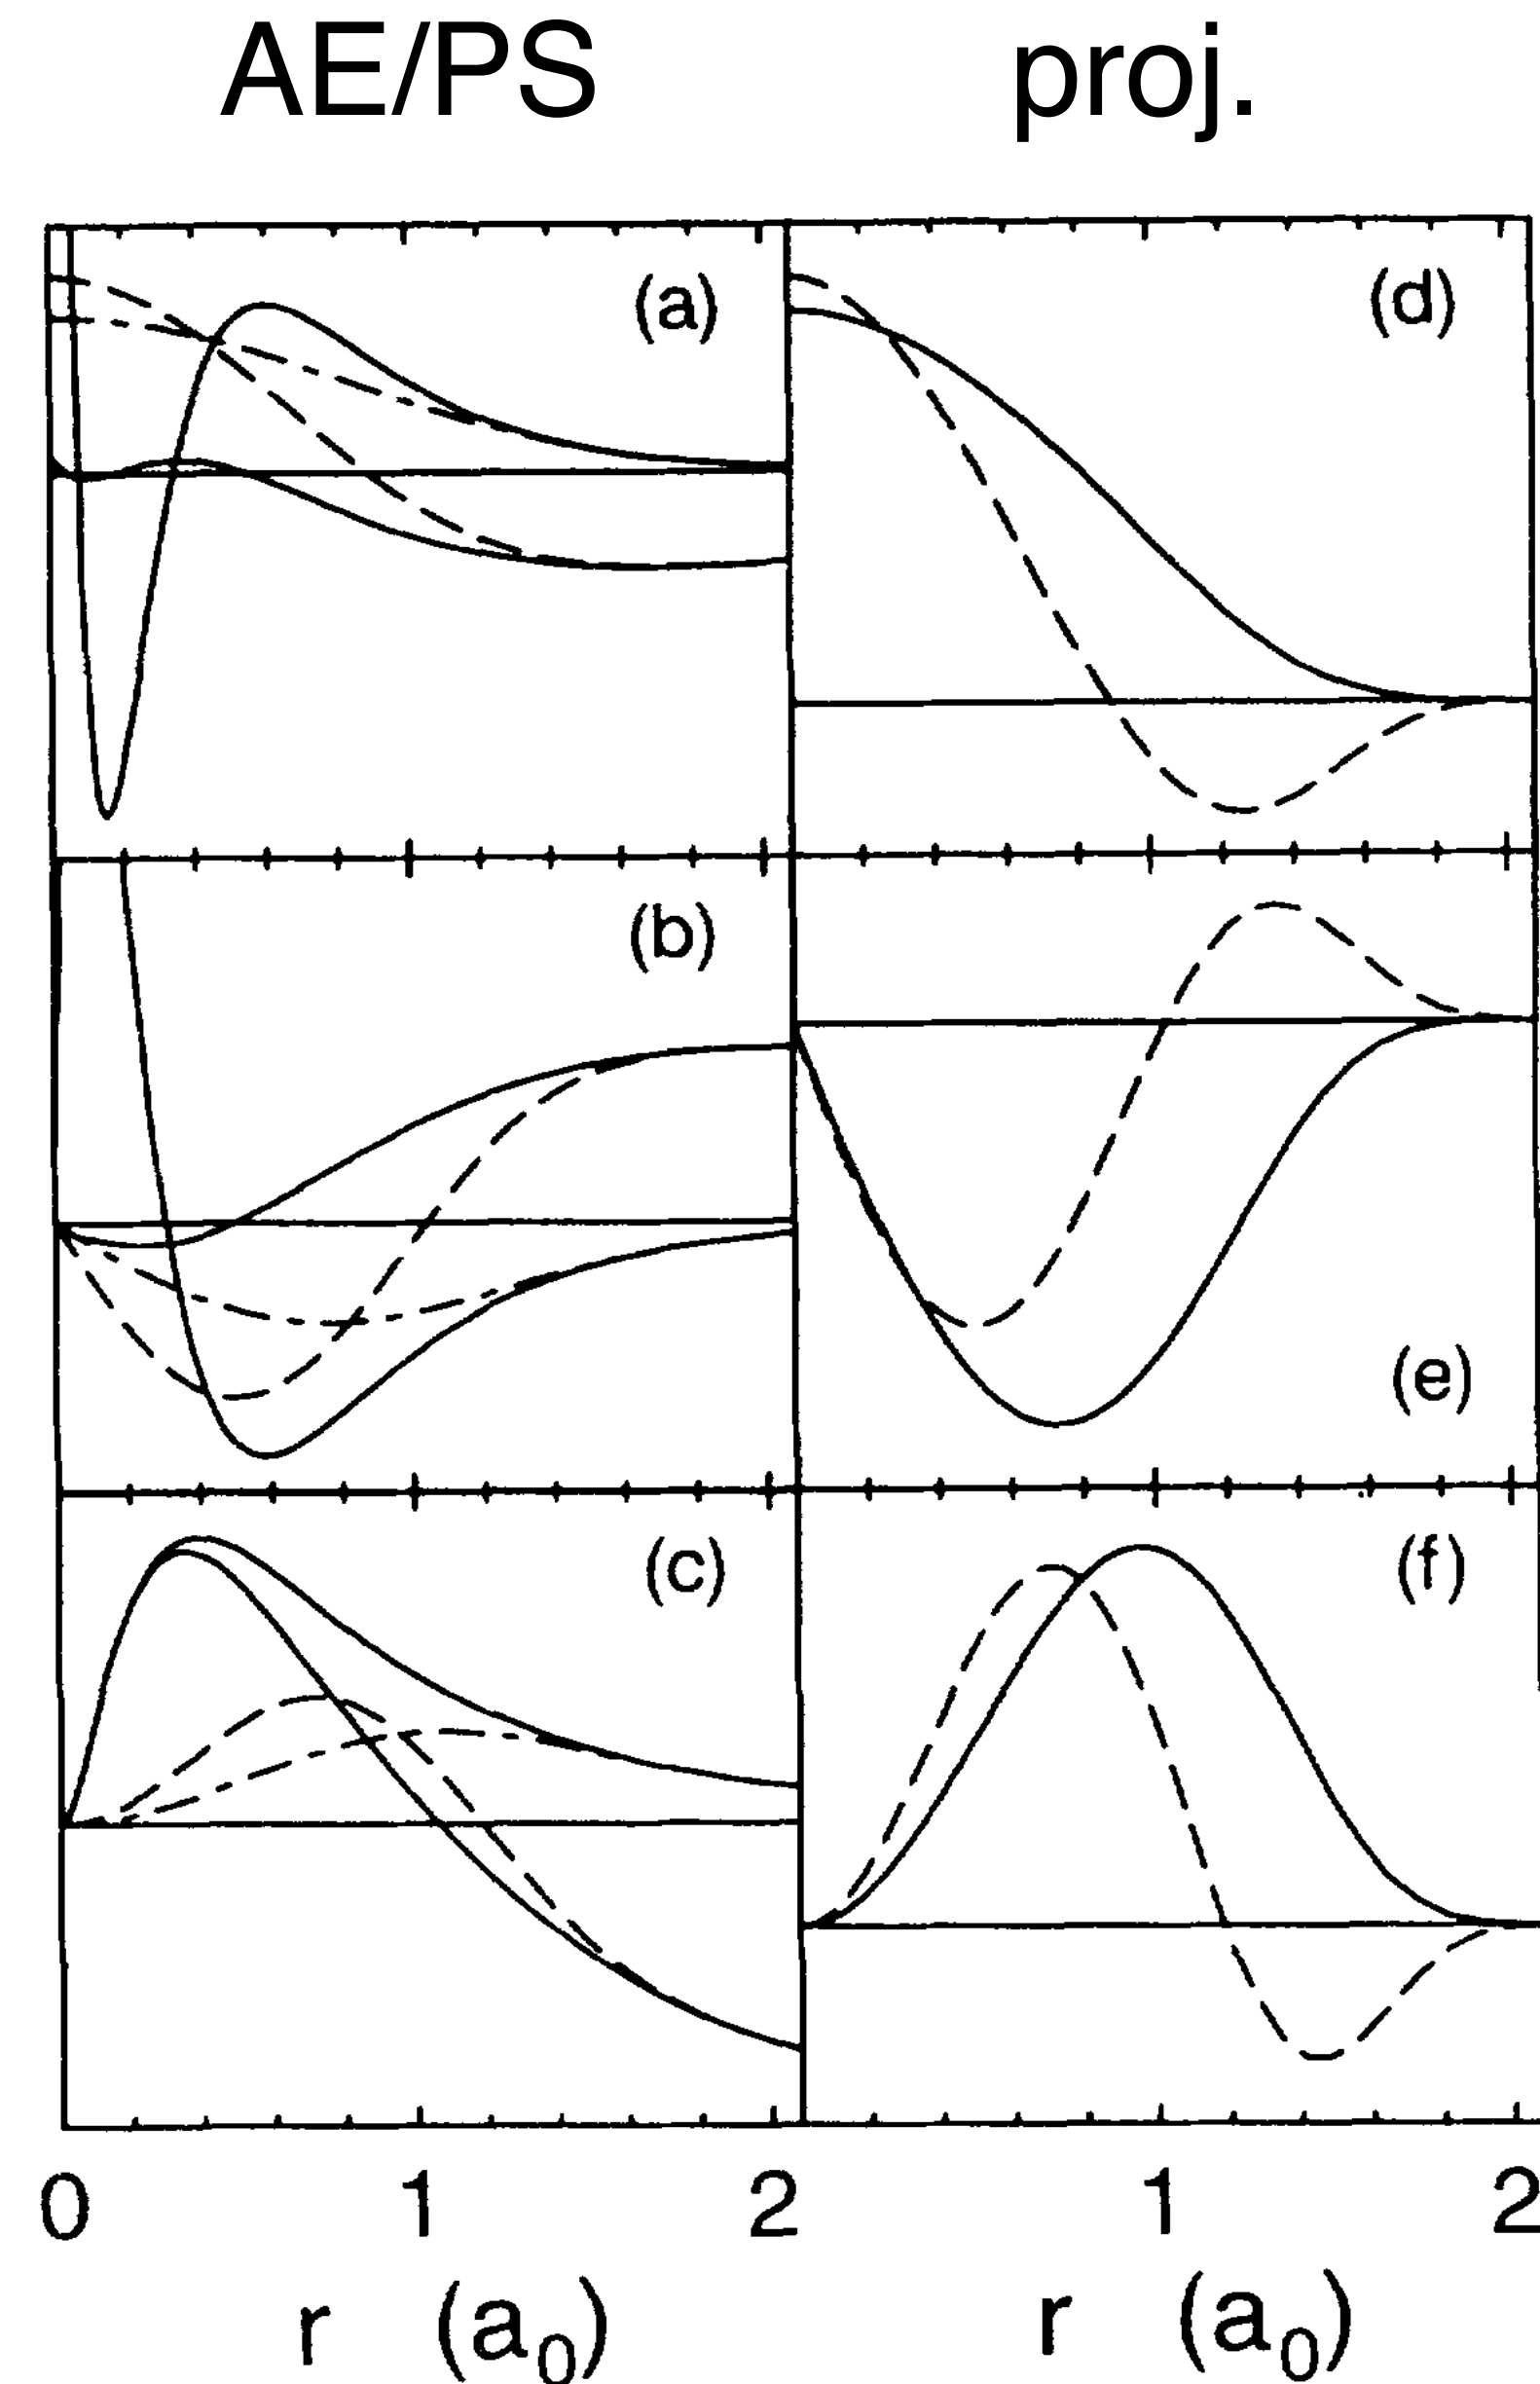 AE/PS proj.
(a) (d)
(b)
(e)
(c) (f)
0 1 2 1 2
r (a₀) r (a₀)